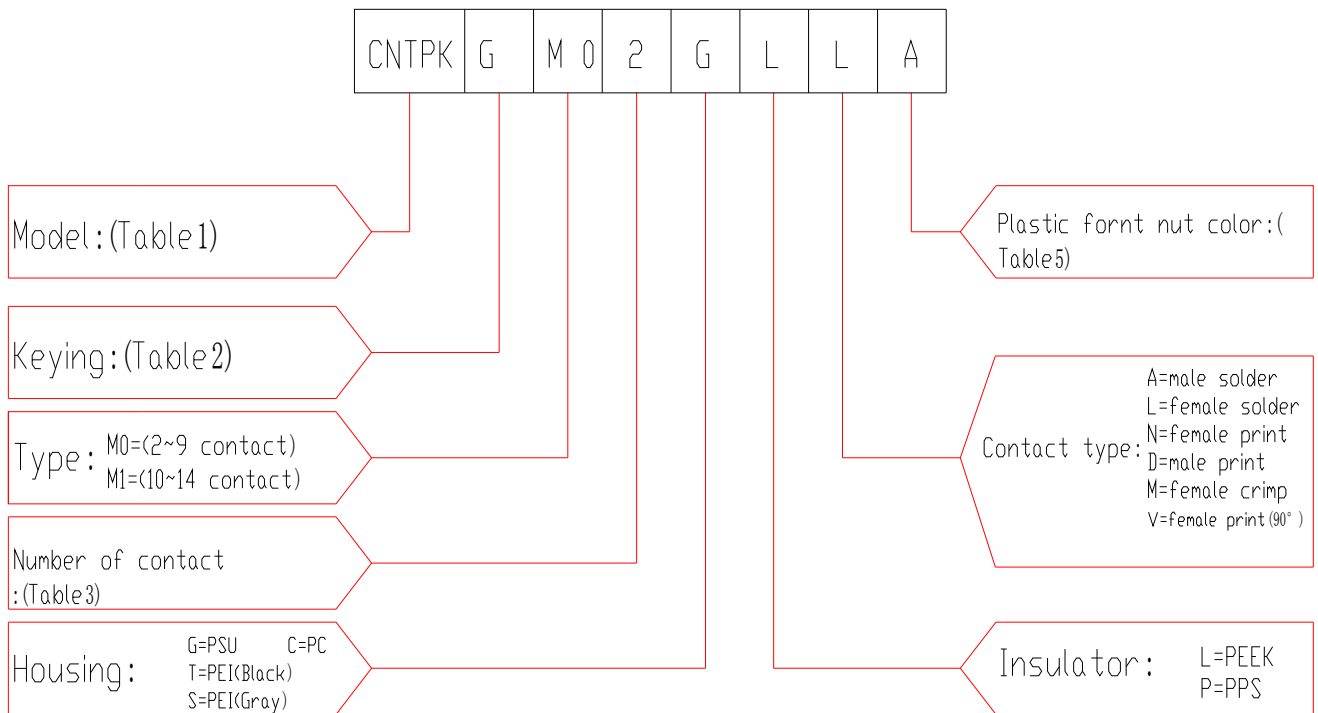 CNTPK G M 0 2 G L L A
Model:(Table1)
Keying:(Table2)
Type: M0=(2~9 contact)
M1=(10~14 contact)
Number of contact
:(Table3)
Housing: G=PSU C=PC
T=PEI(Black)
S=PEI(Gray)
Plastic fornt nut color:(
Table5)
Contact type:
A=male solder
L=female solder
N=female print
D=male print
M=female crimp
V=female print(90°)
Insulator: L=PEEK
P=PPS